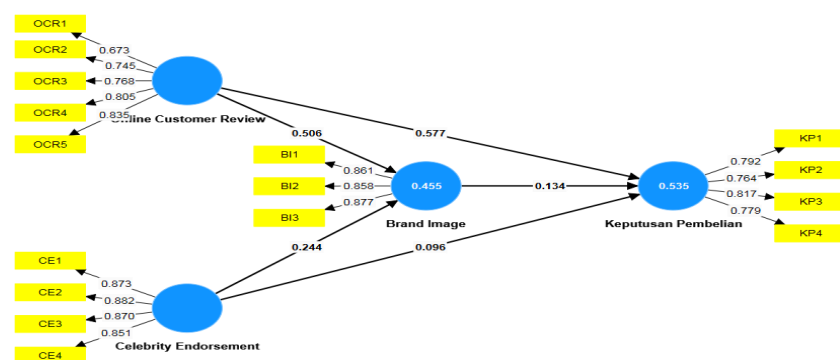 OCR1
OCR2
OCR3
OCR4
OCR5
0.673
0.745
0.768
0.805
0.835
Online Customer Review
0.506
0.577
BI1
BI2
BI3
0.861
0.858
0.877
0.455
Brand Image
0.134
0.535
Keputusan Pembelian
0.792
0.764
0.817
0.779
KP1
KP2
KP3
KP4
0.244
0.096
CE1
CE2
CE3
CE4
0.873
0.882
0.870
0.851
Celebrity Endorsement